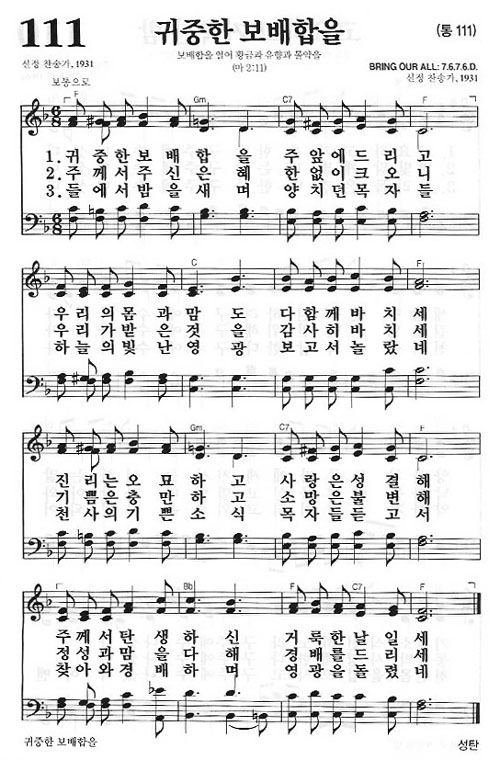 111
귀중한 보배합을
(통 111)
신정 찬송가, 1931
보배합을 열어 황금과 유향과 몰약을
(마 2:11)
BRING OUR ALL: 7.6.7.6.D.
신정 찬송가, 1931
보통으로
F Gm C7 F
1. 귀중한보배합을 주앞에드리고
2. 주께서주신은혜 한없이크오니
3. 들에서밤을새며 양치던목자들
C F
우리의몸과맘도 다함께바치세
우리가받은것을 감사히바치세
하늘의빛난영광 보고서놀랐네
Gm C7 F
진리는오묘하고 사랑은성결해
기쁨은충만하고 소망은불변해
천사의기쁜소식 목자들듣고서
Bb F C7 F
주께서탄생하신 거룩한날일세
정성과맘을다해 경배를드리세
찾아와경배하며 영광을돌렸네
귀중한 보배합을
성탄